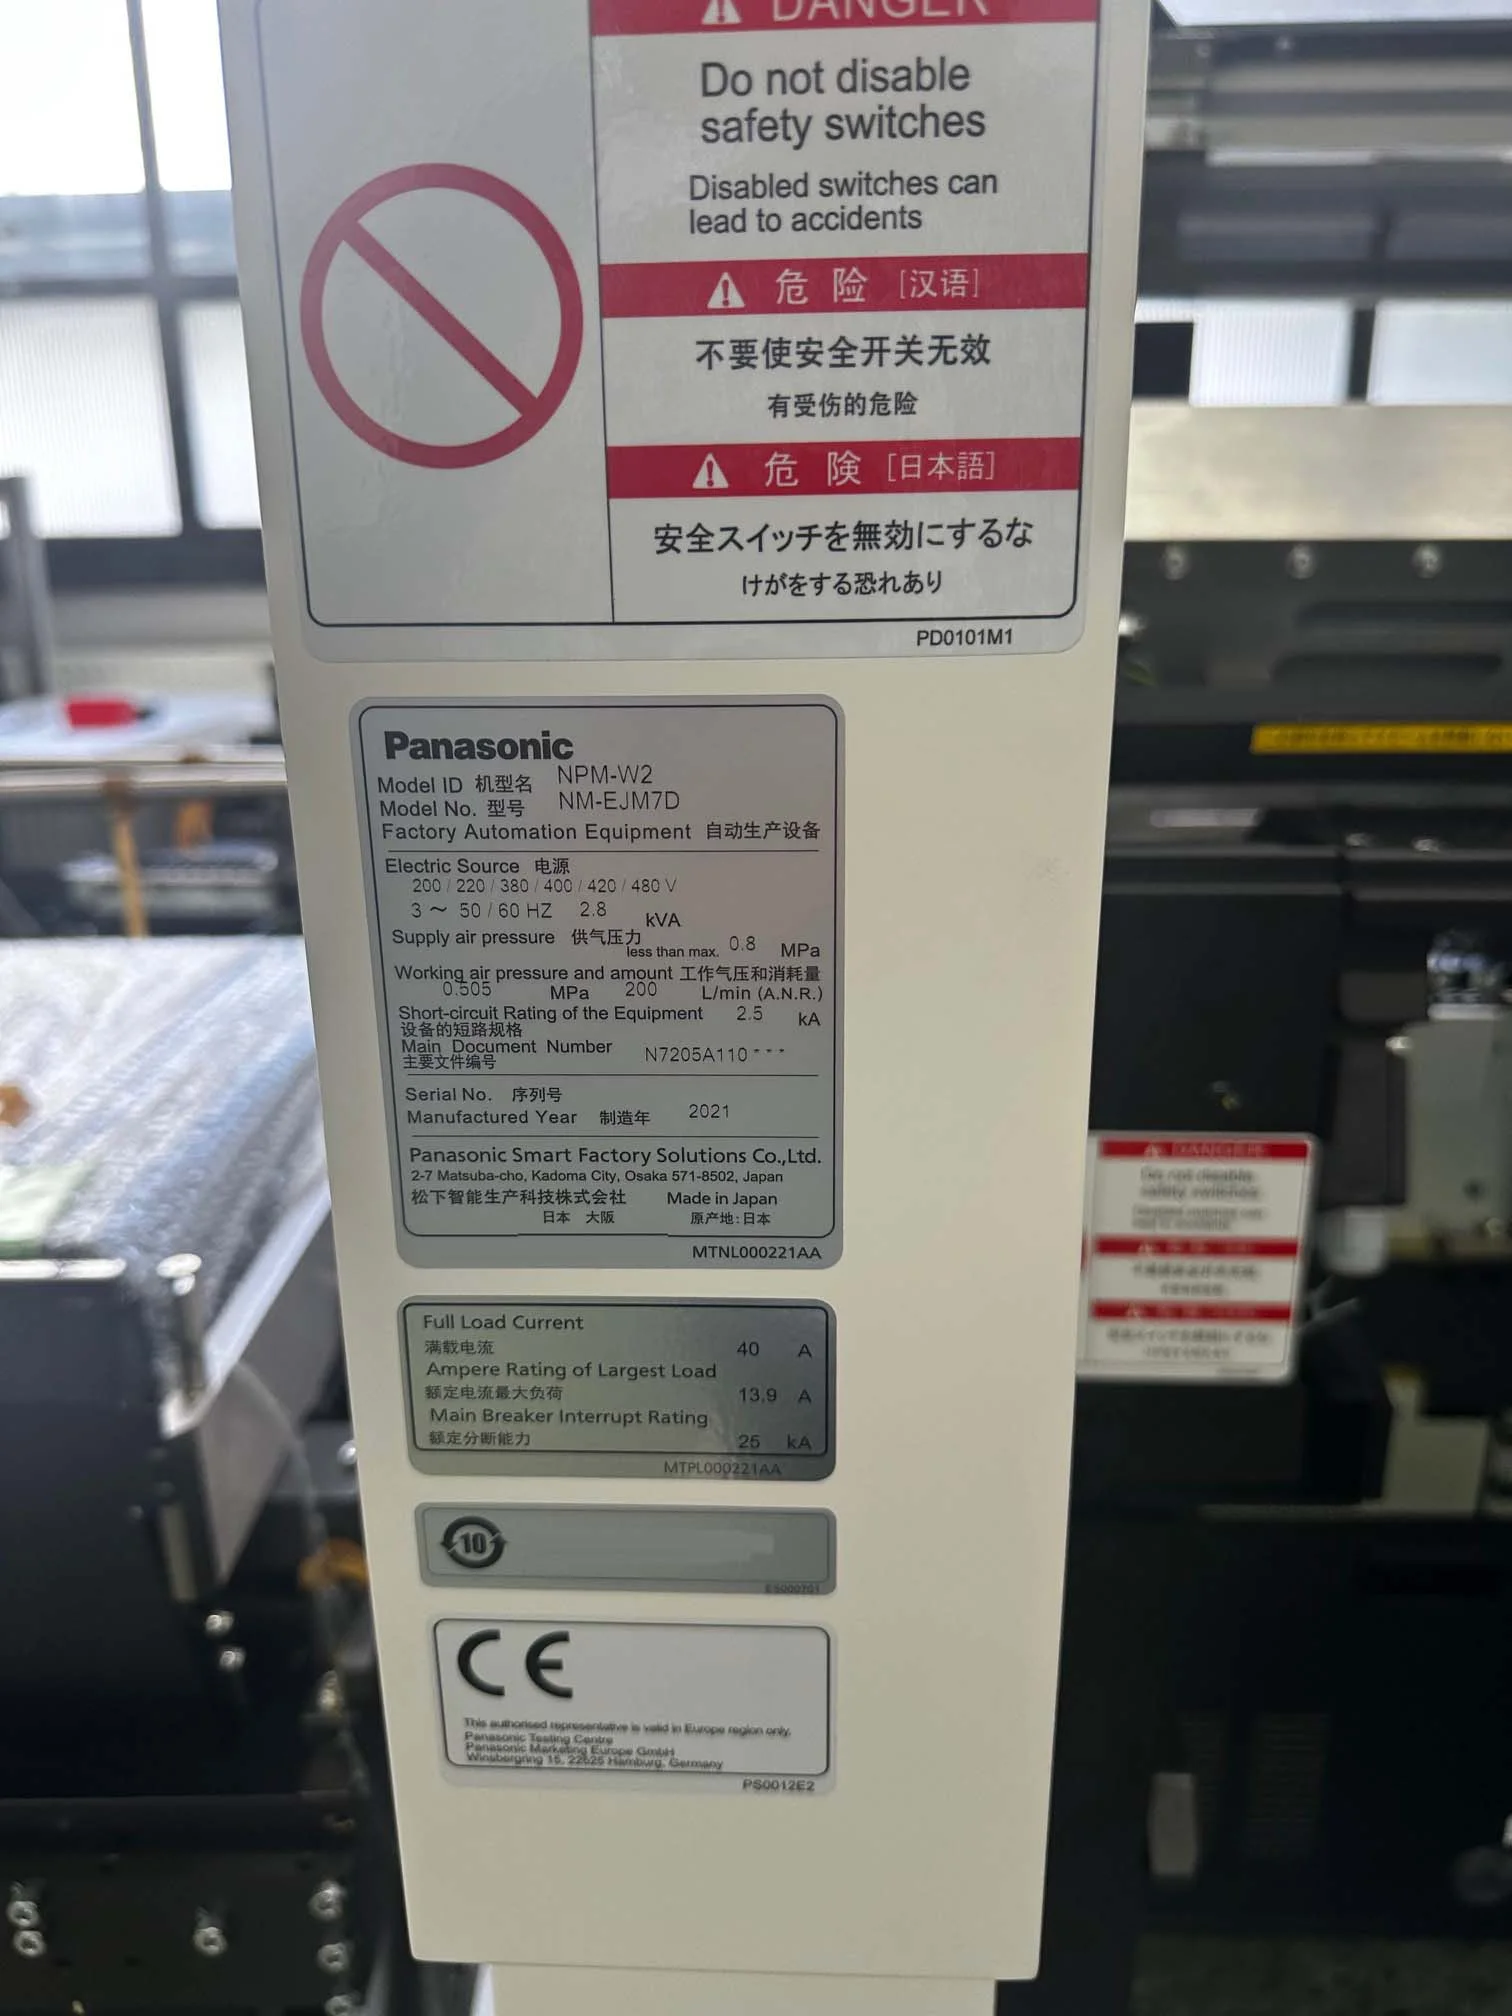 DANGER
Do not disable
safety switches
Disabled switches can
lead to accidents
危险 [汉语]
不要使安全开关无效
有受伤的危险
危険 [日本語]
安全スイッチを無効にするな
けがをする恐れあり
PD0101M1
Panasonic
Model ID 机型名 NPM-W2
Model No. 型号 NM-EJM7D
Factory Automation Equipment 自动生产设备
Electric Source 电源
200 / 220 / 380 / 400 / 420 / 480 V
3 ~ 50 / 60 HZ 2.8 kVA
Supply air pressure 供气压力 less than max. 0.8 MPa
Working air pressure and amount 工作气压和消耗量
0.505 MPa 200 L/min (A.N.R.)
Short-circuit Rating of the Equipment 2.5 kA
设备的短路规格
Main Document Number N7205A110***
主要文件编号
Serial No. 序列号
Manufactured Year 制造年 2021
Panasonic Smart Factory Solutions Co.,Ltd.
2-7 Matsuba-cho, Kadoma City, Osaka 571-8502, Japan
松下智能生产科技株式会社 Made in Japan
日本 大阪 原产地:日本
MTNL000221AA
Full Load Current
满载电流 40 A
Ampere Rating of Largest Load
额定电流最大负荷 13.9 A
Main Breaker Interrupt Rating
额定分断能力 25 kA
MTPL000221AA
10
CE
This authorised representative is valid in Europe region only.
Panasonic Testing Centre
Panasonic Marketing Europe GmbH
Winsbergring 15, 22525 Hamburg, Germany
PS0012E2
DANGER
Do not disable
safety switches